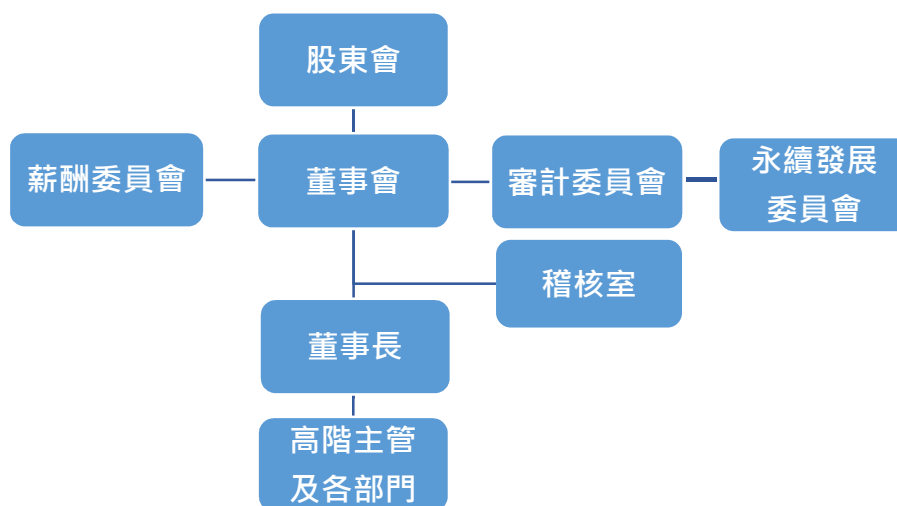 股東會
薪酬委員會
董事會
審計委員會
永續發展
委員會
稽核室
董事長
高階主管
及各部門